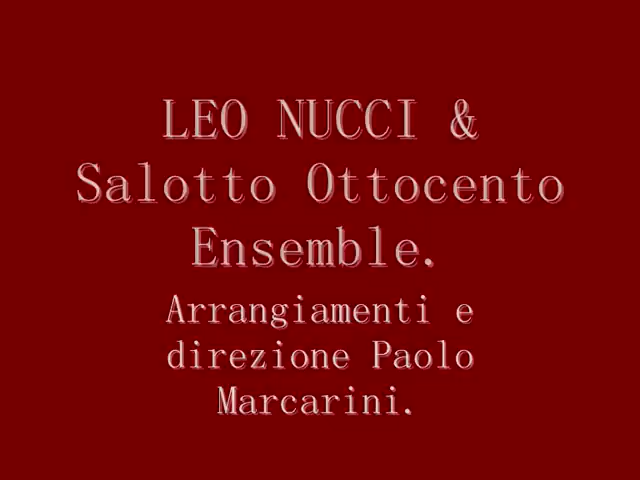 LEO NUCCI &
Salotto Ottocento
Ensemble.
Arrangiamenti e
direzione Paolo
Marcarini.